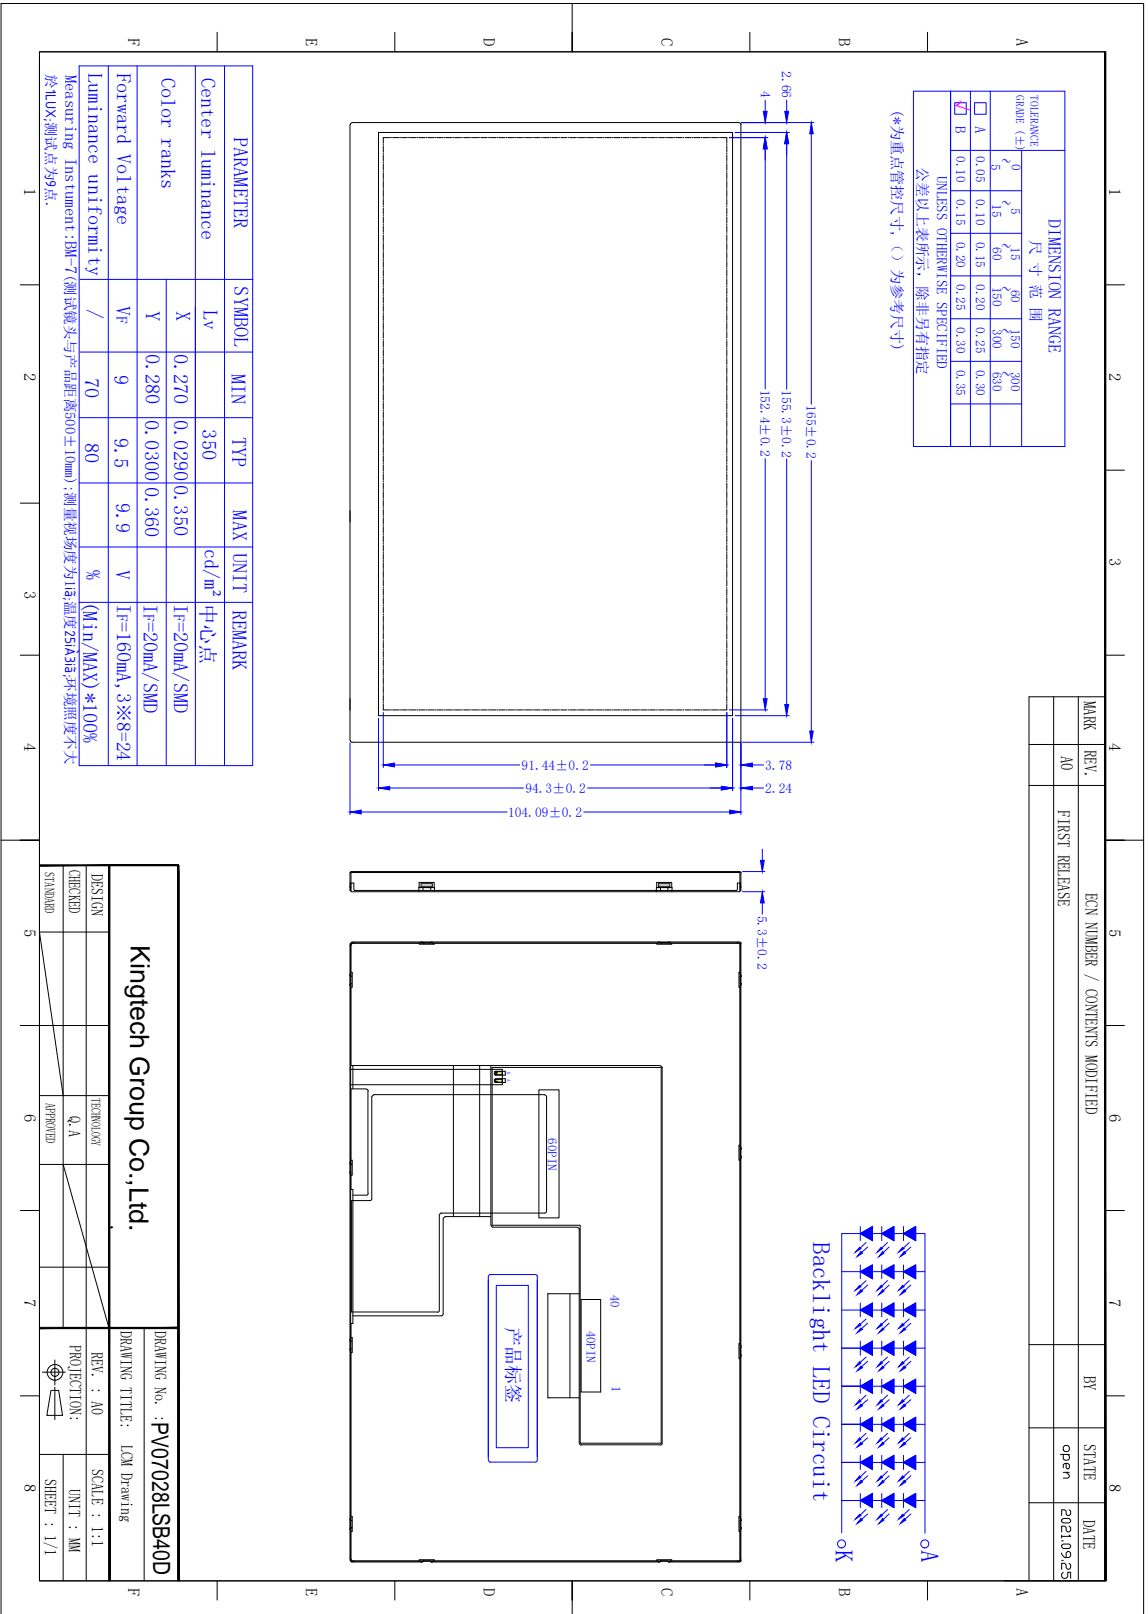 1 2 3 4 5 6 7 8
A
B
C
D
E
F
TOLERANCE GRADE (±)
DIMENSION RANGE
尺 寸 范 围
0 ~ 5
5 ~ 15
15 ~ 60
60 ~ 150
150 ~ 300
300 ~ 630
A 0.05 0.10 0.15 0.20 0.25 0.30
B 0.10 0.15 0.20 0.25 0.30 0.35
UNLESS OTHERWISE SPECIFIED
公差以上表所示，除非另有指定
(*为重点管控尺寸，（）为参考尺寸)
MARK REV. ECN NUMBER / CONTENTS MODIFIED BY STATE DATE
A0 FIRST RELEASE open 2021.09.25
165±0.2
155.3±0.2
152.4±0.2
2.66
4
3.78
2.24
91.44±0.2
94.3±0.2
104.09±0.2
5.3±0.2
60PIN
40PIN
40
1
产品标签
A
K
Backlight LED Circuit
PARAMETER SYMBOL MIN TYP MAX UNIT REMARK
Center luminance Lv 350 cd/m² 中心点
Color ranks X 0.270 0.0290 0.350 IF=20mA/SMD
Y 0.280 0.0300 0.360 IF=20mA/SMD
Forward Voltage VF 9 9.5 9.9 V IF=160mA, 3※8=24
Luminance uniformity / 70 80 % (Min/MAX)*100%
Measuring Instument:BM-7(测试镜头与产品距离500±10mm);测量视场度为1¡ã;温度25¡À3¡ã;环境照度不大
於1LUX;测试点为9点.
Kingtech Group Co.,Ltd.
DESIGN TECHNOLOGY
CHECKED Q.A
STANDARD APPROVED
DRAWING No. :PV07028LSB40D
DRAWING TITLE: LCM Drawing
REV. : A0 SCALE : 1:1
PROJECTION: UNIT : MM
SHEET : 1/1
1 2 3 4 5 6 7 8
A
B
C
D
E
F